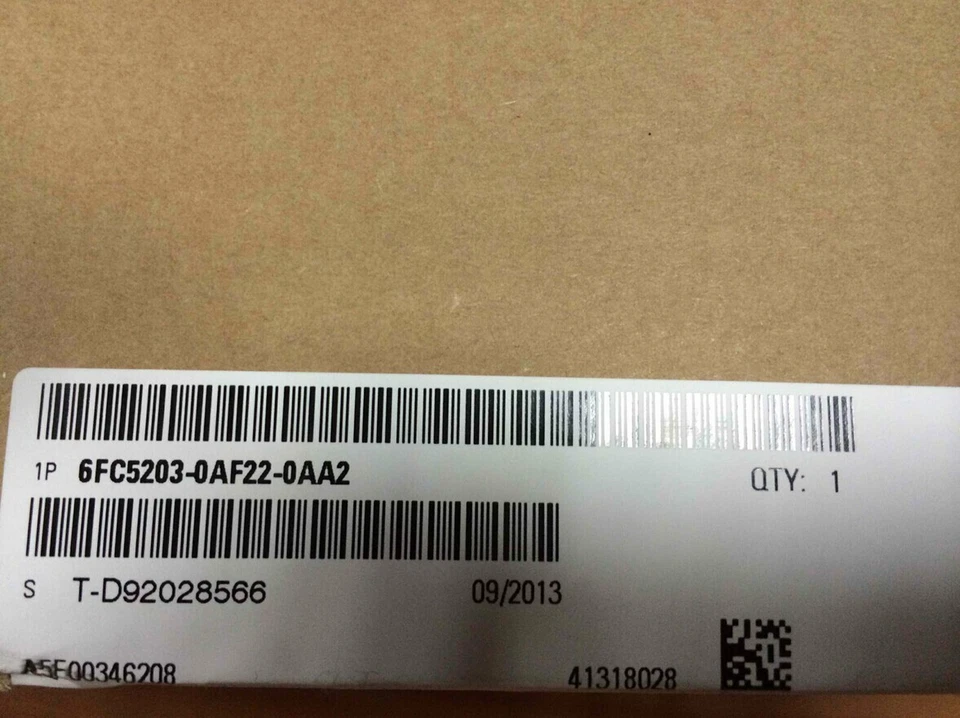 1P 6FC5203-0AF22-0AA2 QTY: 1
S T-D92028566 09/2013
A5E00346208 41318028